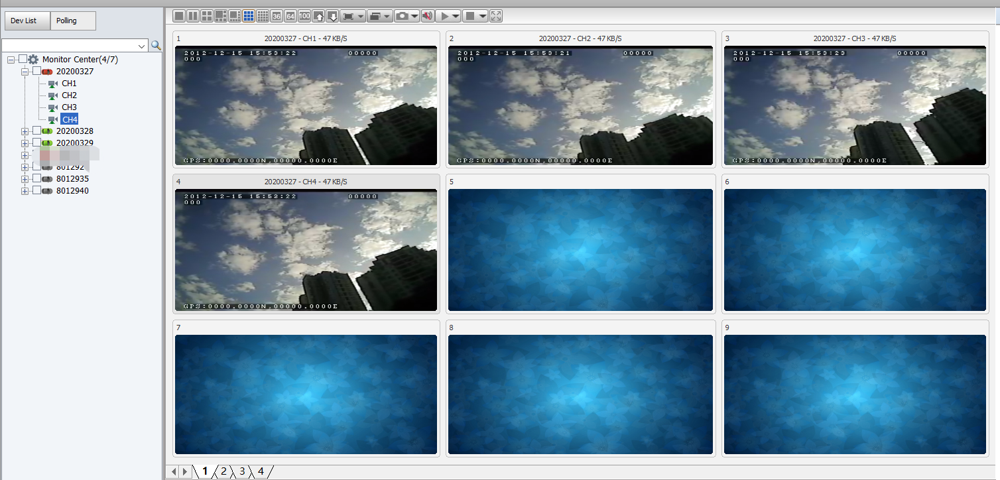 Dev List
Polling
36
64
100
Monitor Center(4/7)
20200327
CH1
CH2
CH3
CH4
20200328
20200329
801292
8012935
8012940
1
20200327 - CH1 - 47 KB/S
2012-12-15 15:53:22 00000
000
GPS:0000.0000N,00000.0000E
2
20200327 - CH2 - 47 KB/S
2012-12-15 15:53:21 00000
000
GPS:0000.0000N,00000.0000E
3
20200327 - CH3 - 47 KB/S
2012-12-15 15:53:23 00000
000
GPS:0000.0000N,00000.0000E
4
20200327 - CH4 - 47 KB/S
2012-12-15 15:53:22 00000
000
GPS:0000.0000N,00000.0000E
5
6
7
8
9
1 2 3 4